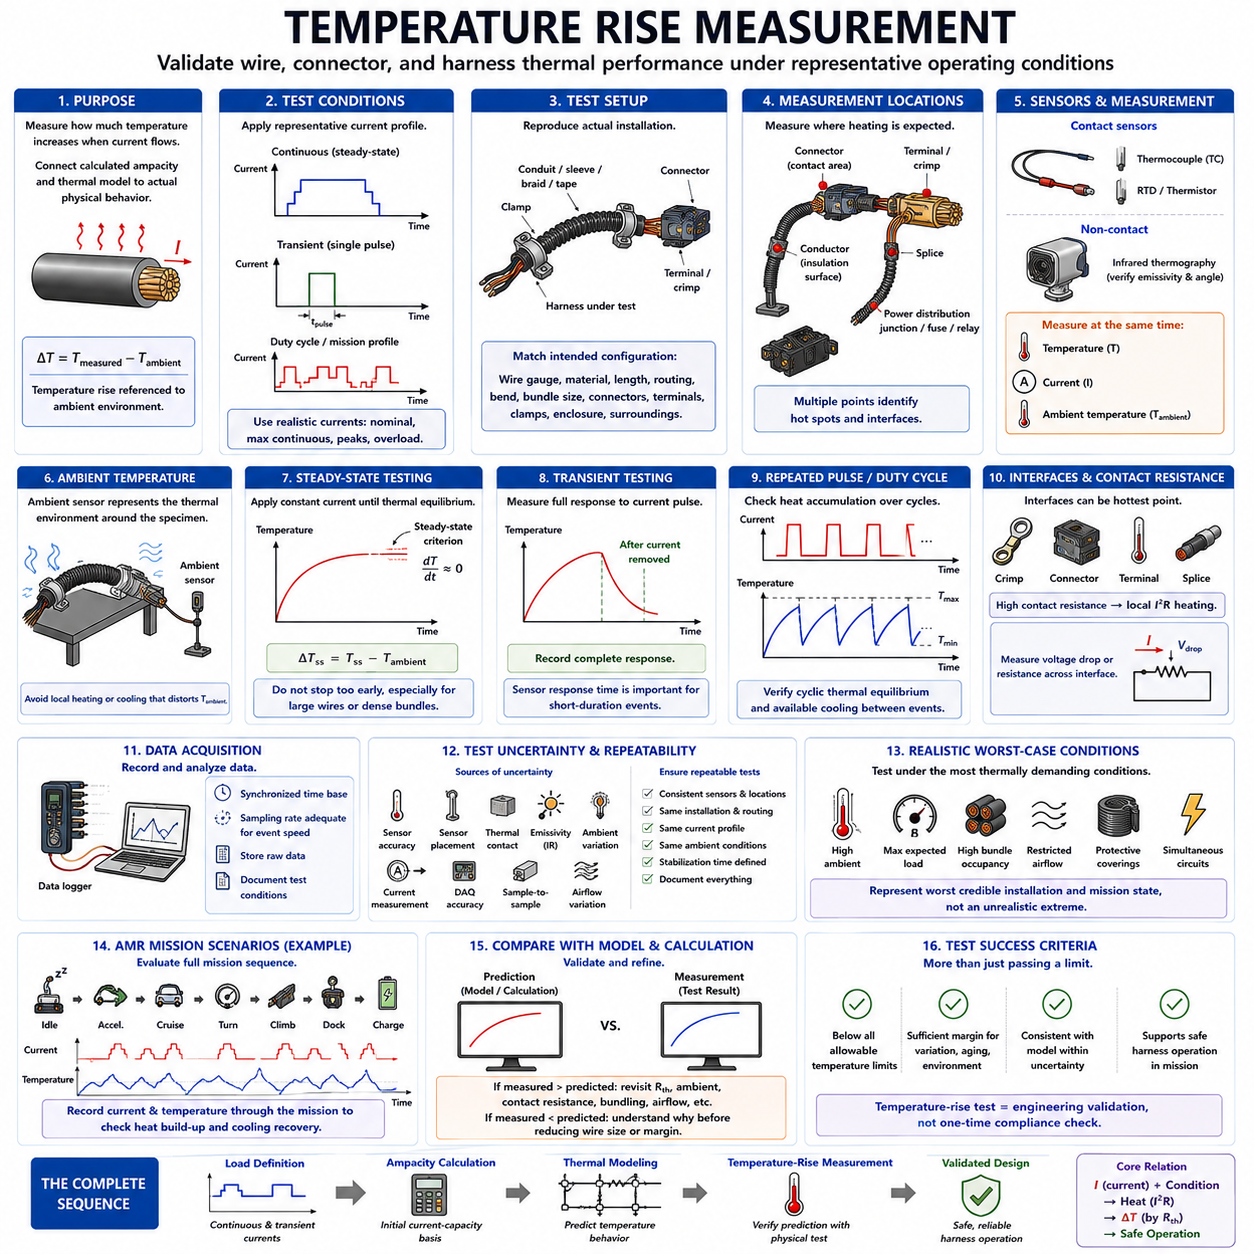 TEMPERATURE RISE MEASUREMENT
Validate wire, connector, and harness thermal performance under representative operating conditions
1. PURPOSE
Measure how much temperature
increases when current flows.
Connect calculated ampacity
and thermal model to actual
physical behavior.
I
ΔT = Tmeasured − Tambient
Temperature rise referenced to
ambient environment.
2. TEST CONDITIONS
Apply representative current profile.
Continuous (steady-state)
Current
Time
Transient (single pulse)
Current
tpulse
Time
Duty cycle / mission profile
Current
Time
Use realistic currents: nominal,
max continuous, peaks, overload.
3. TEST SETUP
Reproduce actual installation.
Conduit / sleeve /
braid / tape
Connector
Clamp
Terminal /
crimp
Harness under test
Match intended configuration:
Wire gauge, material, length, routing,
bend, bundle size, connectors, terminals,
clamps, enclosure, surroundings.
4. MEASUREMENT LOCATIONS
Measure where heating is expected.
Connector
(contact area)
Terminal /
crimp
Conductor
(insulation
surface)
Splice
Power distribution
junction / fuse / relay
Multiple points identify
hot spots and interfaces.
5. SENSORS & MEASUREMENT
Contact sensors
Thermocouple (TC)
RTD / Thermistor
Non-contact
Infrared thermography
(verify emissivity & angle)
Measure at the same time:
Temperature (T)
A
Current (I)
Ambient temperature (Tambient)
6. AMBIENT TEMPERATURE
Ambient sensor represents the thermal
environment around the specimen.
Ambient
sensor
Avoid local heating or cooling that distorts Tambient.
7. STEADY-STATE TESTING
Apply constant current until thermal equilibrium.
Temperature
Steady-state
criterion
dT
dt ≈ 0
Time
ΔTss = Tss − Tambient
Do not stop too early, especially for
large wires or dense bundles.
8. TRANSIENT TESTING
Measure full response to current pulse.
Temperature
After current
removed
Time
Record complete response.
Sensor response time is important for
short-duration events.
9. REPEATED PULSE / DUTY CYCLE
Check heat accumulation over cycles.
Current
...
Time
Temperature
Tmax
...
Tmin
Time
Verify cyclic thermal equilibrium
and available cooling between events.
10. INTERFACES & CONTACT RESISTANCE
Interfaces can be hottest point.
Crimp
Connector
Terminal
Splice
High contact resistance → local I²R heating.
Measure voltage drop or
resistance across interface.
I
Vdrop
11. DATA ACQUISITION
Record and analyze data.
Data logger
Synchronized time base
Sampling rate adequate
for event speed
Store raw data
Document test
conditions
12. TEST UNCERTAINTY & REPEATABILITY
Sources of uncertainty
Sensor
accuracy
Sensor
placement
Thermal
contact
Emissivity
(IR)
Ambient
variation
A
Current
measurement
DAQ
accuracy
Sample-to-
sample
Airflow
variation
Ensure repeatable tests
Consistent sensors & locations
Same installation & routing
Same current profile
Same ambient conditions
Stabilization time defined
Document everything
13. REALISTIC WORST-CASE CONDITIONS
Test under the most thermally demanding conditions.
High
ambient
Max expected
load
High bundle
occupancy
Restricted
airflow
Protective
coverings
Simultaneous
circuits
Represent worst credible installation and mission state,
not an unrealistic extreme.
14. AMR MISSION SCENARIOS (EXAMPLE)
Evaluate full mission sequence.
zZ
Idle
Accel.
Cruise
Turn
Climb
Dock
Charge
Current
Temperature
Time
Record current & temperature through the mission to
check heat build-up and cooling recovery.
15. COMPARE WITH MODEL & CALCULATION
Validate and refine.
Prediction
(Model / Calculation)
VS.
Measurement
(Test Result)
If measured > predicted: revisit Rth, ambient,
contact resistance, bundling, airflow, etc.
If measured < predicted: understand why before
reducing wire size or margin.
16. TEST SUCCESS CRITERIA
More than just passing a limit.
Below all
allowable
temperature limits
Sufficient margin for
variation, aging,
environment
Consistent with
model within
uncertainty
Supports safe
harness operation
in mission
Temperature-rise test = engineering validation,
not one-time compliance check.
THE COMPLETE
SEQUENCE
Load Definition
Continuous & transient
currents
Ampacity Calculation
Initial current-capacity
basis
Thermal Modeling
Predict temperature
behavior
Temperature-Rise Measurement
Verify prediction with
physical test
Validated Design
Safe, reliable
harness operation
Core Relation
I (current) + Condition
→ Heat (I²R)
→ ΔT (by Rth)
→ Safe Operation